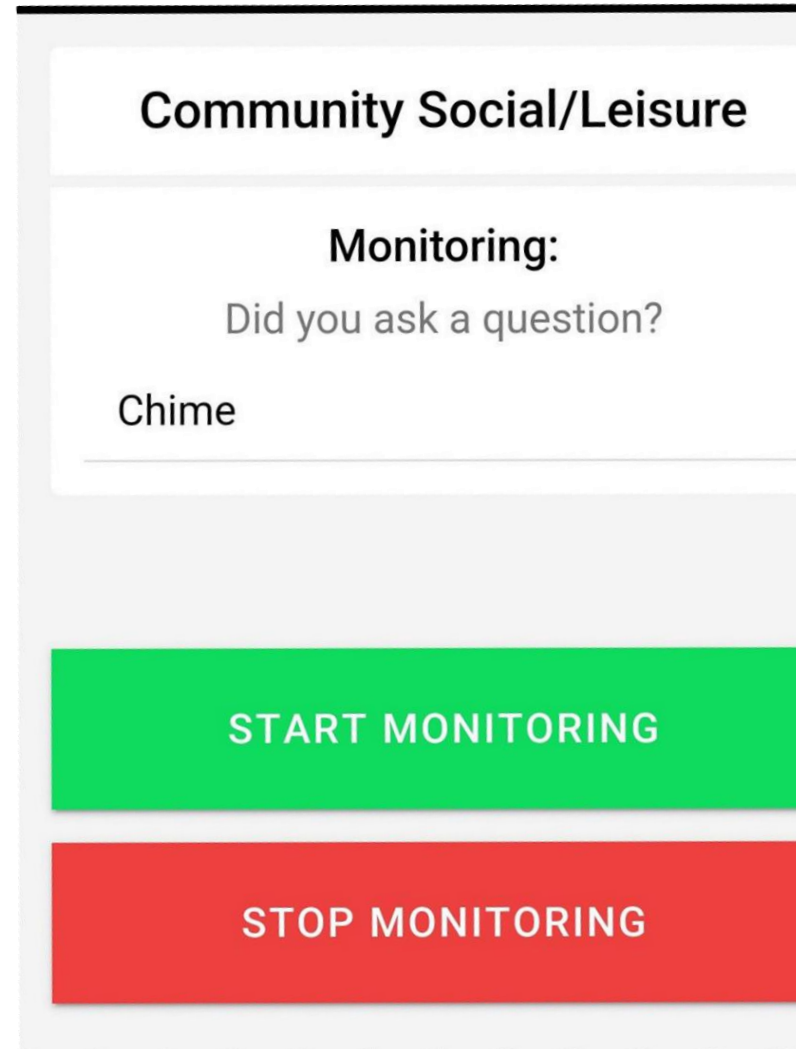 Community Social/Leisure
Monitoring:
Did you ask a question?
Chime
START MONITORING
STOP MONITORING